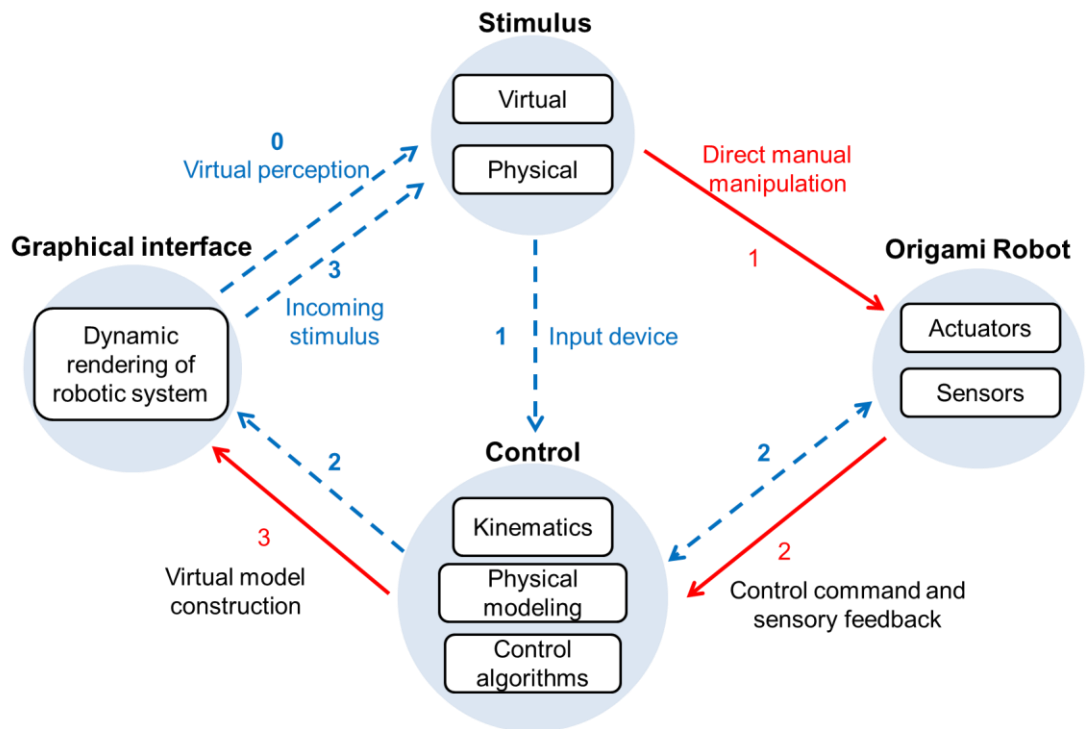 Stimulus
Virtual
Physical
0
Virtual perception
Direct manual
manipulation
1
Graphical interface
Dynamic
rendering of
robotic system
3
Incoming
stimulus
1
Input device
Origami Robot
Actuators
Sensors
Control
Kinematics
Physical
modeling
Control
algorithms
2
3
Virtual model
construction
2
2
Control command and
sensory feedback